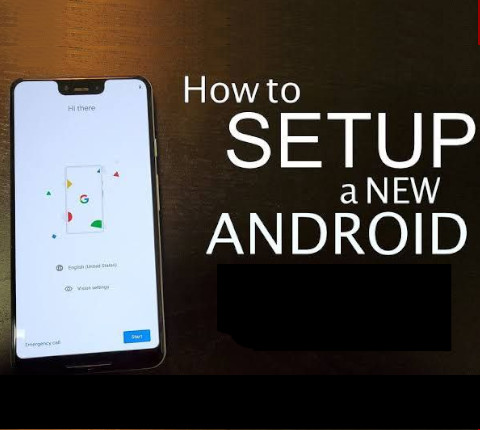 How to
SETUP
a NEW
ANDROID
Hi there
G
English (United States)
Vision settings
Emergency call
Start